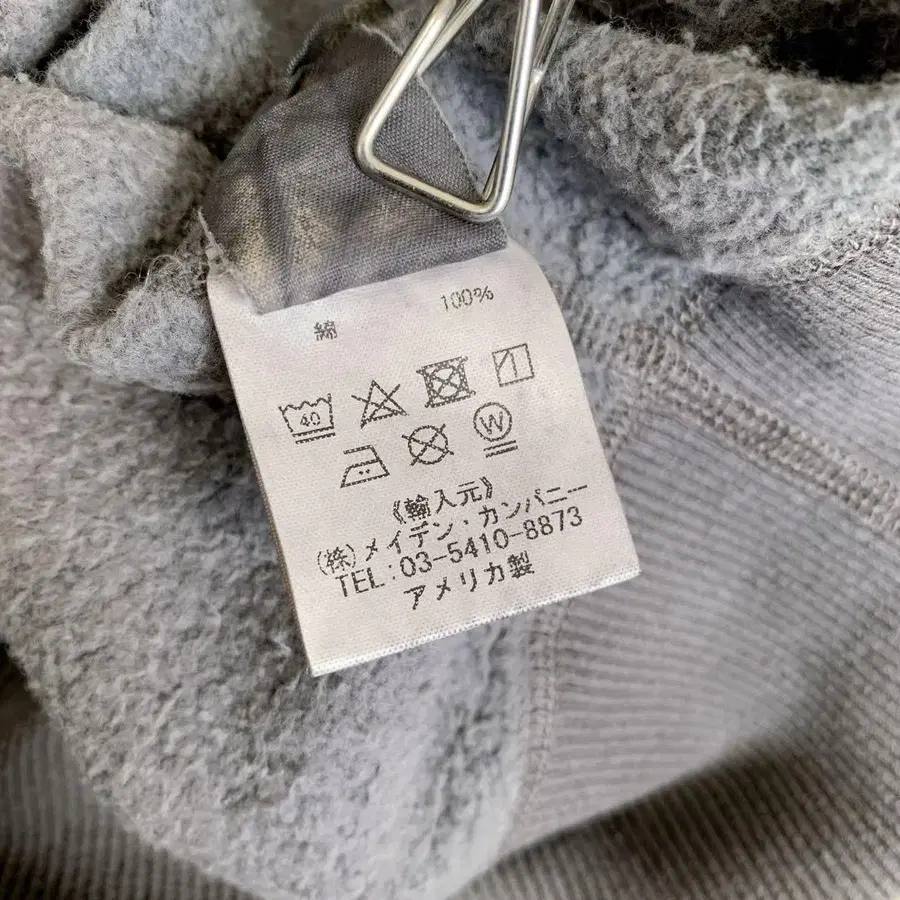 綿 100%
40
W
《輸入元》
(株)メイデン・カンパニー
TEL:03-5410-8873
アメリカ製